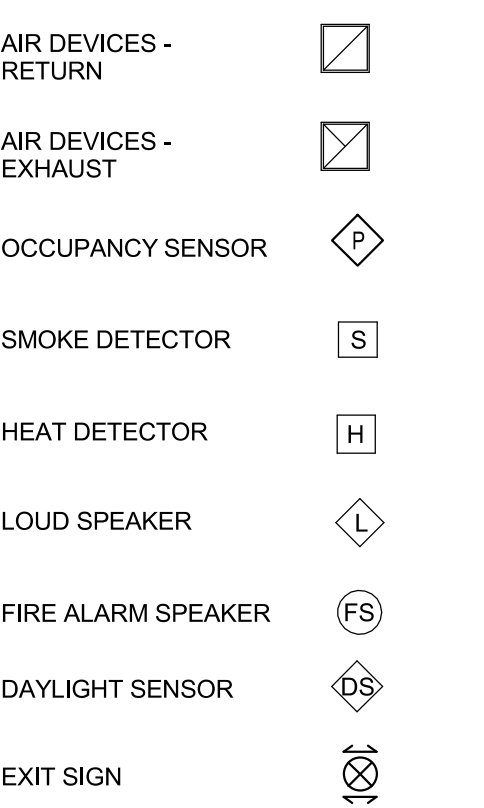 AIR DEVICES -
RETURN
AIR DEVICES -
EXHAUST
OCCUPANCY SENSOR P
SMOKE DETECTOR S
HEAT DETECTOR H
LOUD SPEAKER L
FIRE ALARM SPEAKER FS
DAYLIGHT SENSOR DS
EXIT SIGN